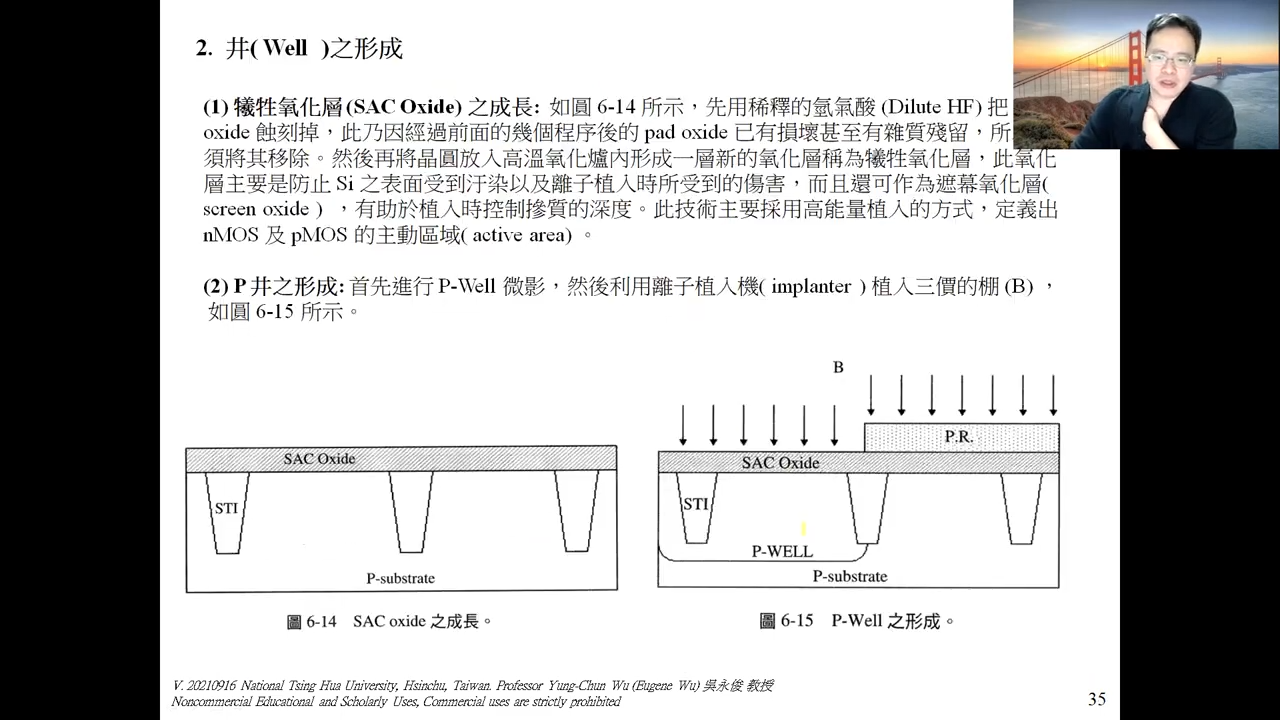 2. 井( Well )之形成
(1) 犧牲氧化層(SAC Oxide) 之成長: 如圓 6-14 所示，先用稀釋的氫氟酸 (Dilute HF) 把
oxide 蝕刻掉，此乃因經過前面的幾個程序後的 pad oxide 已有損壞甚至有雜質殘留，所
須將其移除。然後再將晶圓放入高溫氧化爐內形成一層新的氧化層稱為犧牲氧化層，此氧化
層主要是防止 Si 之表面受到汙染以及離子植入時所受到的傷害，而且還可作為遮幕氧化層(
screen oxide ) ，有助於植入時控制摻質的深度。此技術主要採用高能量植入的方式，定義出
nMOS 及 pMOS 的主動區域( active area) 。
(2) P 井之形成: 首先進行 P-Well 微影，然後利用離子植入機( implanter ) 植入三價的棚 (B) ，
如圓 6-15 所示。
B
P.R.
SAC Oxide
STI
P-substrate
SAC Oxide
STI
P-WELL
P-substrate
圖 6-14 SAC oxide 之成長。
圖 6-15 P-Well 之形成。
V. 20210916 National Tsing Hua University, Hsinchu, Taiwan. Professor Yung-Chun Wu (Eugene Wu) 吳永俊 教授
Noncommercial Educational and Scholarly Uses, Commercial uses are strictly prohibited
35